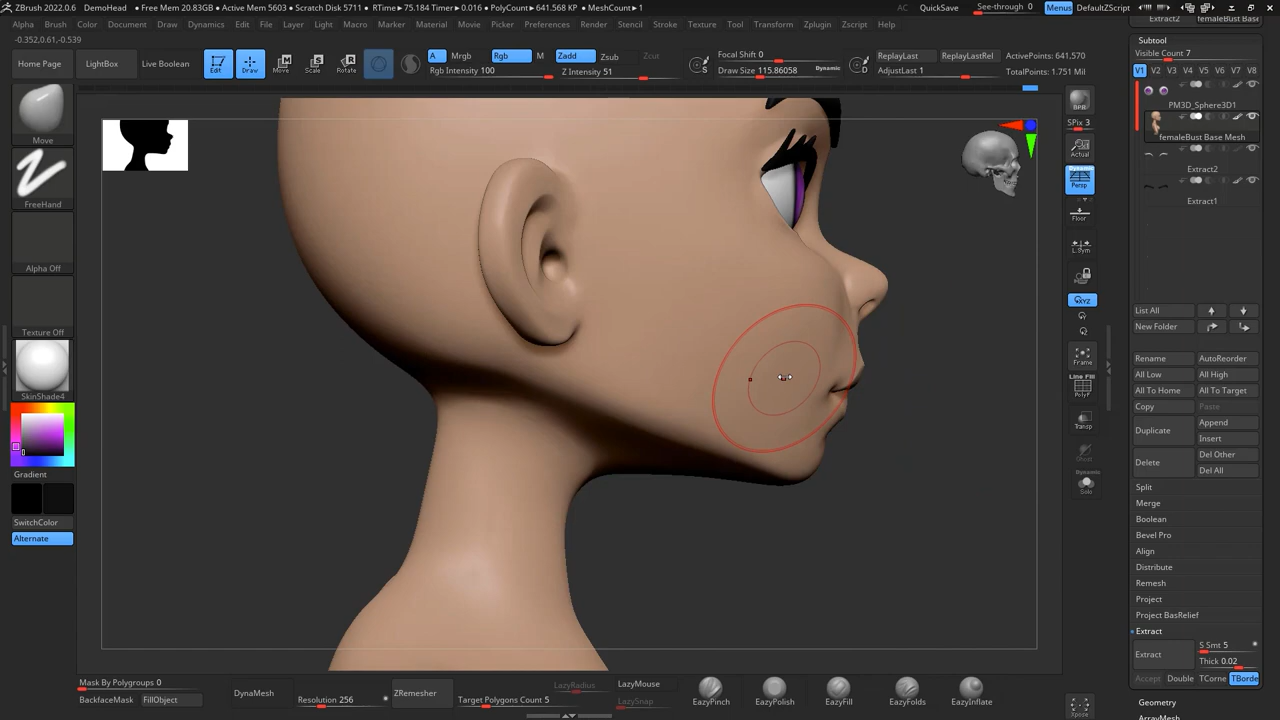 ZBrush 2022.0.6 DemoHead • Free Mem 20.83GB • Active Mem 5603 • Scratch Disk 5711 • RTime▶75.184 Timer▶0.016 • PolyCount▶641.568 KP • MeshCount▶1 AC QuickSave See-through 0 Menus DefaultZScript
Alpha Brush Color Document Draw Dynamics Edit File Layer Light Macro Marker Material Movie Picker Preferences Render Stencil Stroke Texture Tool Transform Zplugin Zscript Help
-0.352,0.61,-0.539
Home Page LightBox Live Boolean Edit Draw Move Scale Rotate
A Mrgb Rgb M Zadd Zsub Zcut
Rgb Intensity 100 Z Intensity 51
S Focal Shift 0
Draw Size 115.86058 Dynamic
D ReplayLast ReplayLastRel
AdjustLast 1
ActivePoints: 641,570
TotalPoints: 1.751 Mil
Move
FreeHand
Alpha Off
Texture Off
SkinShade4
Gradient
SwitchColor
Alternate
BPR
SPix 3
Actual
Dynamic
Persp
Floor
L.Sym
XYZ
Frame
Line Fill
PolyF
Transp
Ghost
Dynamic
Solo
Xpose
Extract2 femaleBust Base
Subtool
Visible Count 7
V1 V2 V3 V4 V5 V6 V7 V8
PM3D_Sphere3D1
femaleBust Base Mesh
Extract2
Extract1
List All
New Folder
Rename AutoReorder
All Low All High
All To Home All To Target
Copy Paste
Duplicate Append
Insert
Delete Del Other
Del All
Split
Merge
Boolean
Bevel Pro
Align
Distribute
Remesh
Project
Project BasRelief
Extract
Extract S Smt 5
Thick 0.02
Accept Double TCorne TBorde
Geometry
ArrayMesh
Mask By Polygroups 0
BackfaceMask FillObject
DynaMesh
Resolution 256
ZRemesher
Target Polygons Count 5
LazyRadius LazyMouse
LazySnap
EazyPinch EazyPolish EazyFill EazyFolds EazyInflate